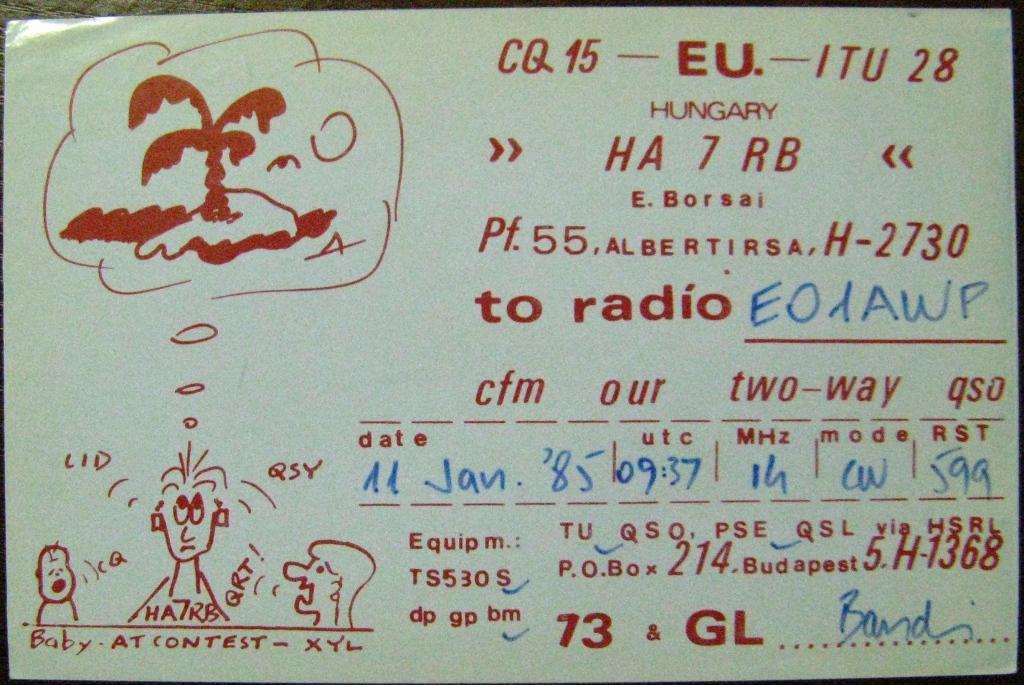 CQ 15 — EU. — ITU 28
HUNGARY
» HA 7 RB «
E. Borsai
Pf. 55, ALBERTIRSA, H-2730
to radío EO1AWP
cfm our two-way qso
date utc MHz mode RST
11 Jan. '85 09:37 14 CW 599
Equipm.:
TS530S
dp gp bm
TU QSO, PSE QSL via HSRL
P.O.Box 214. Budapest 5. H-1368
73 & GL Bandi
LID
QSY
CQ
QRT!
HA7RB
Baby - AT CONTEST - XYL